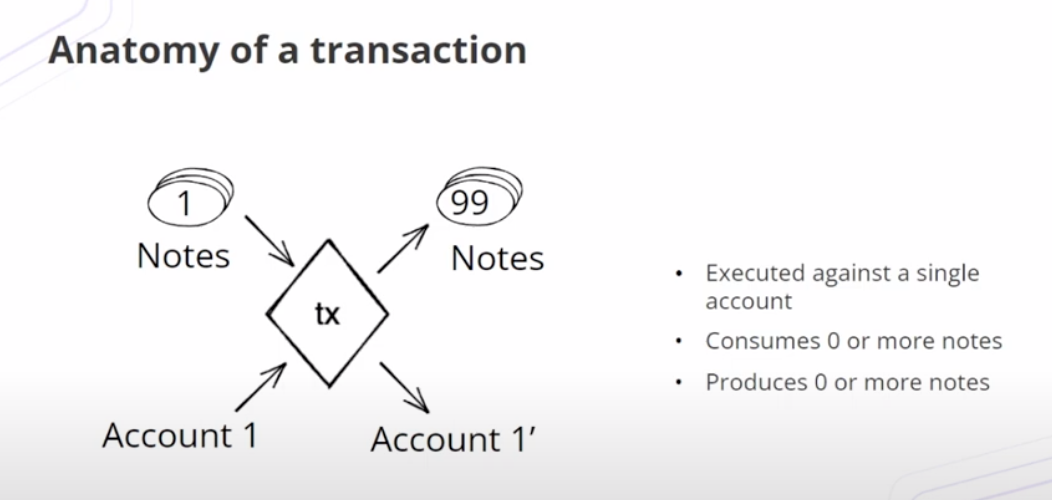 Anatomy of a transaction
1
Notes
99
Notes
tx
Account 1
Account 1′
• Executed against a single
account
• Consumes 0 or more notes
• Produces 0 or more notes